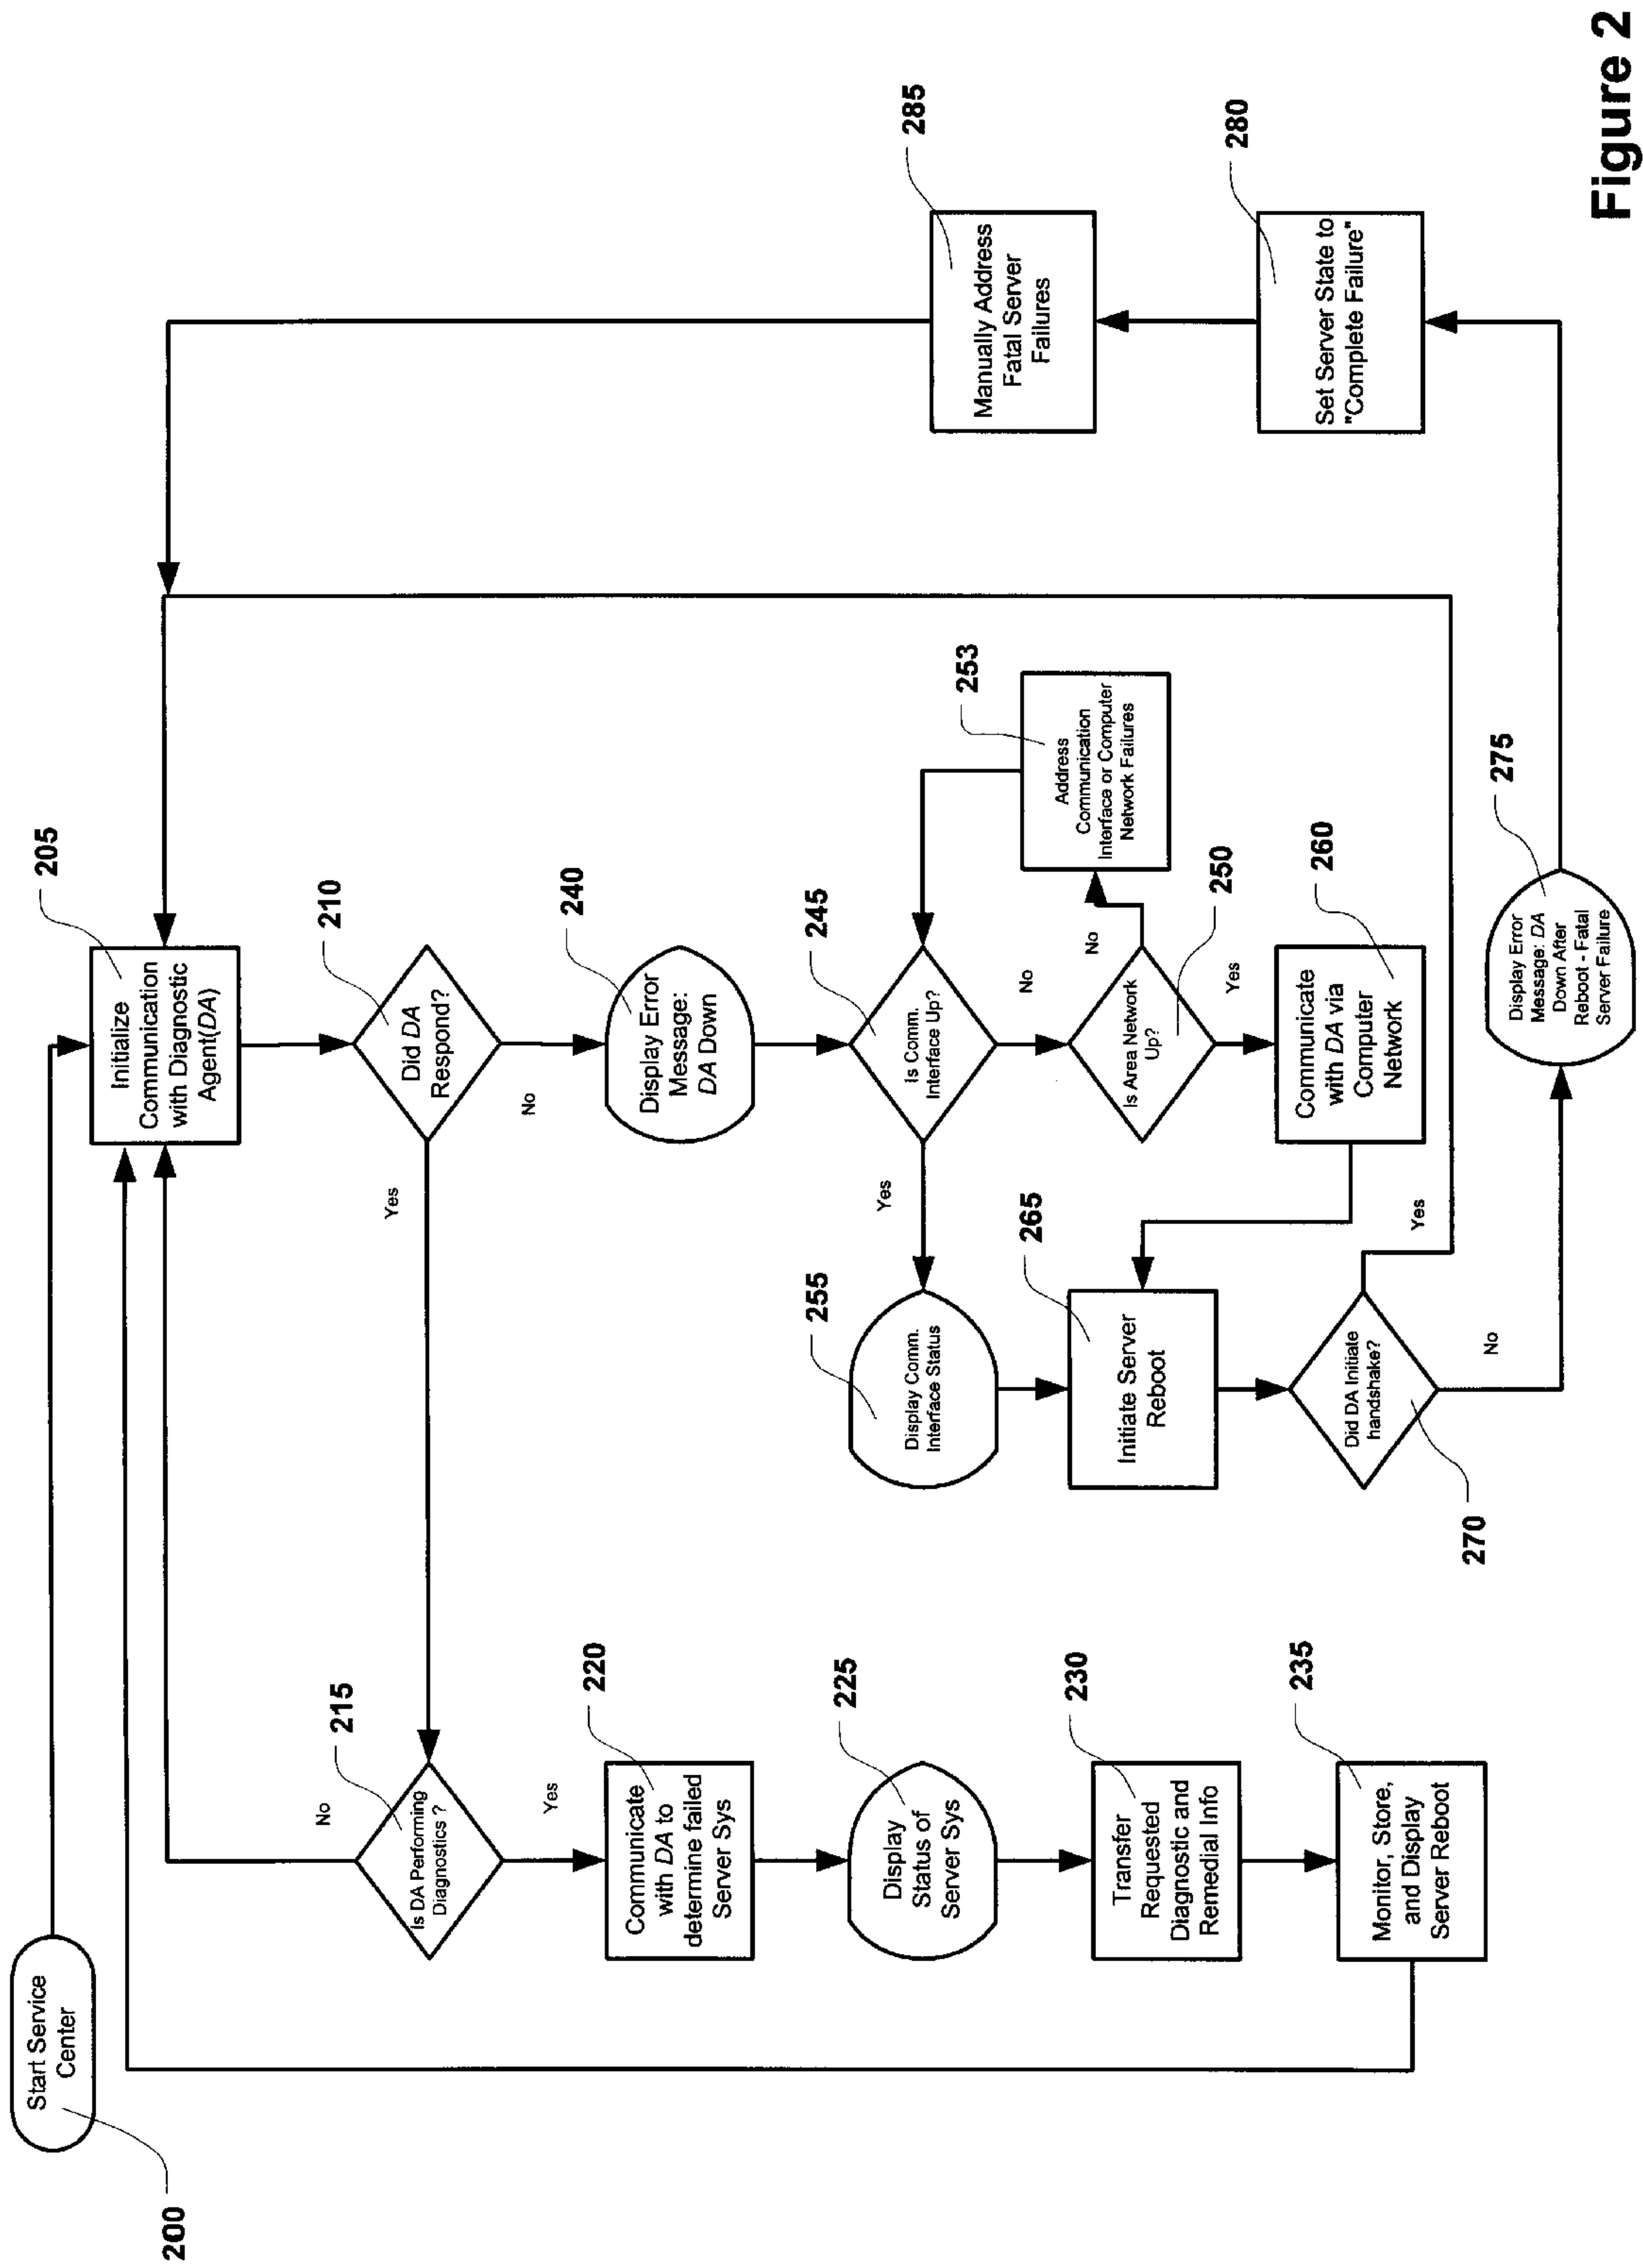 Start Service
Center
200
Initialize
Communication
with Diagnostic
Agent(DA)
205
Did DA
Respond?
210
Yes
No
Is DA Performing
Diagnostics ?
215
No
Yes
Communicate
with DA to
determine failed
Server Sys
220
Display
Status of
Server Sys
225
Transfer
Requested
Diagnostic and
Remedial Info
230
Monitor, Store,
and Display
Server Reboot
235
Display Error
Message:
DA Down
240
Is Comm.
Interface Up?
245
Yes
No
Is Area Network
Up?
250
No
Yes
Address
Communication
Interface or Computer
Network Failures
253
Display Comm.
Interface Status
255
Communicate
with DA via
Computer
Network
260
Initiate Server
Reboot
265
Did DA Initiate
handshake?
270
Yes
No
Display Error
Message: DA
Down After
Reboot - Fatal
Server Failure
275
Set Server State to
"Complete Failure"
280
Manually Address
Fatal Server
Failures
285
Figure 2